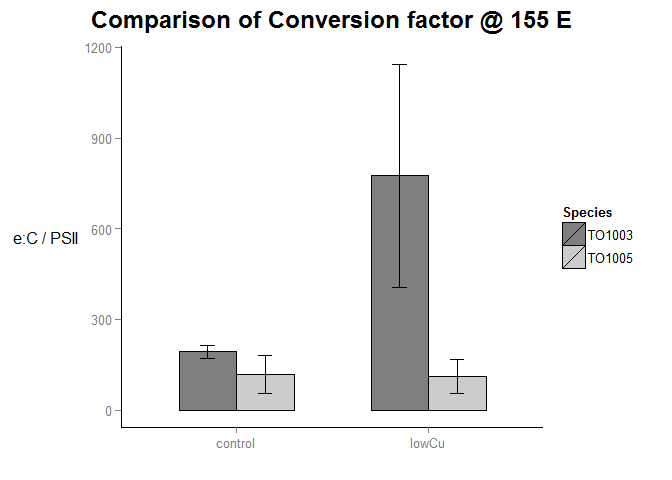 Comparison of Conversion factor @ 155 E
1200
900
600
300
0
e:C / PSII
control
lowCu
Species
TO1003
TO1005